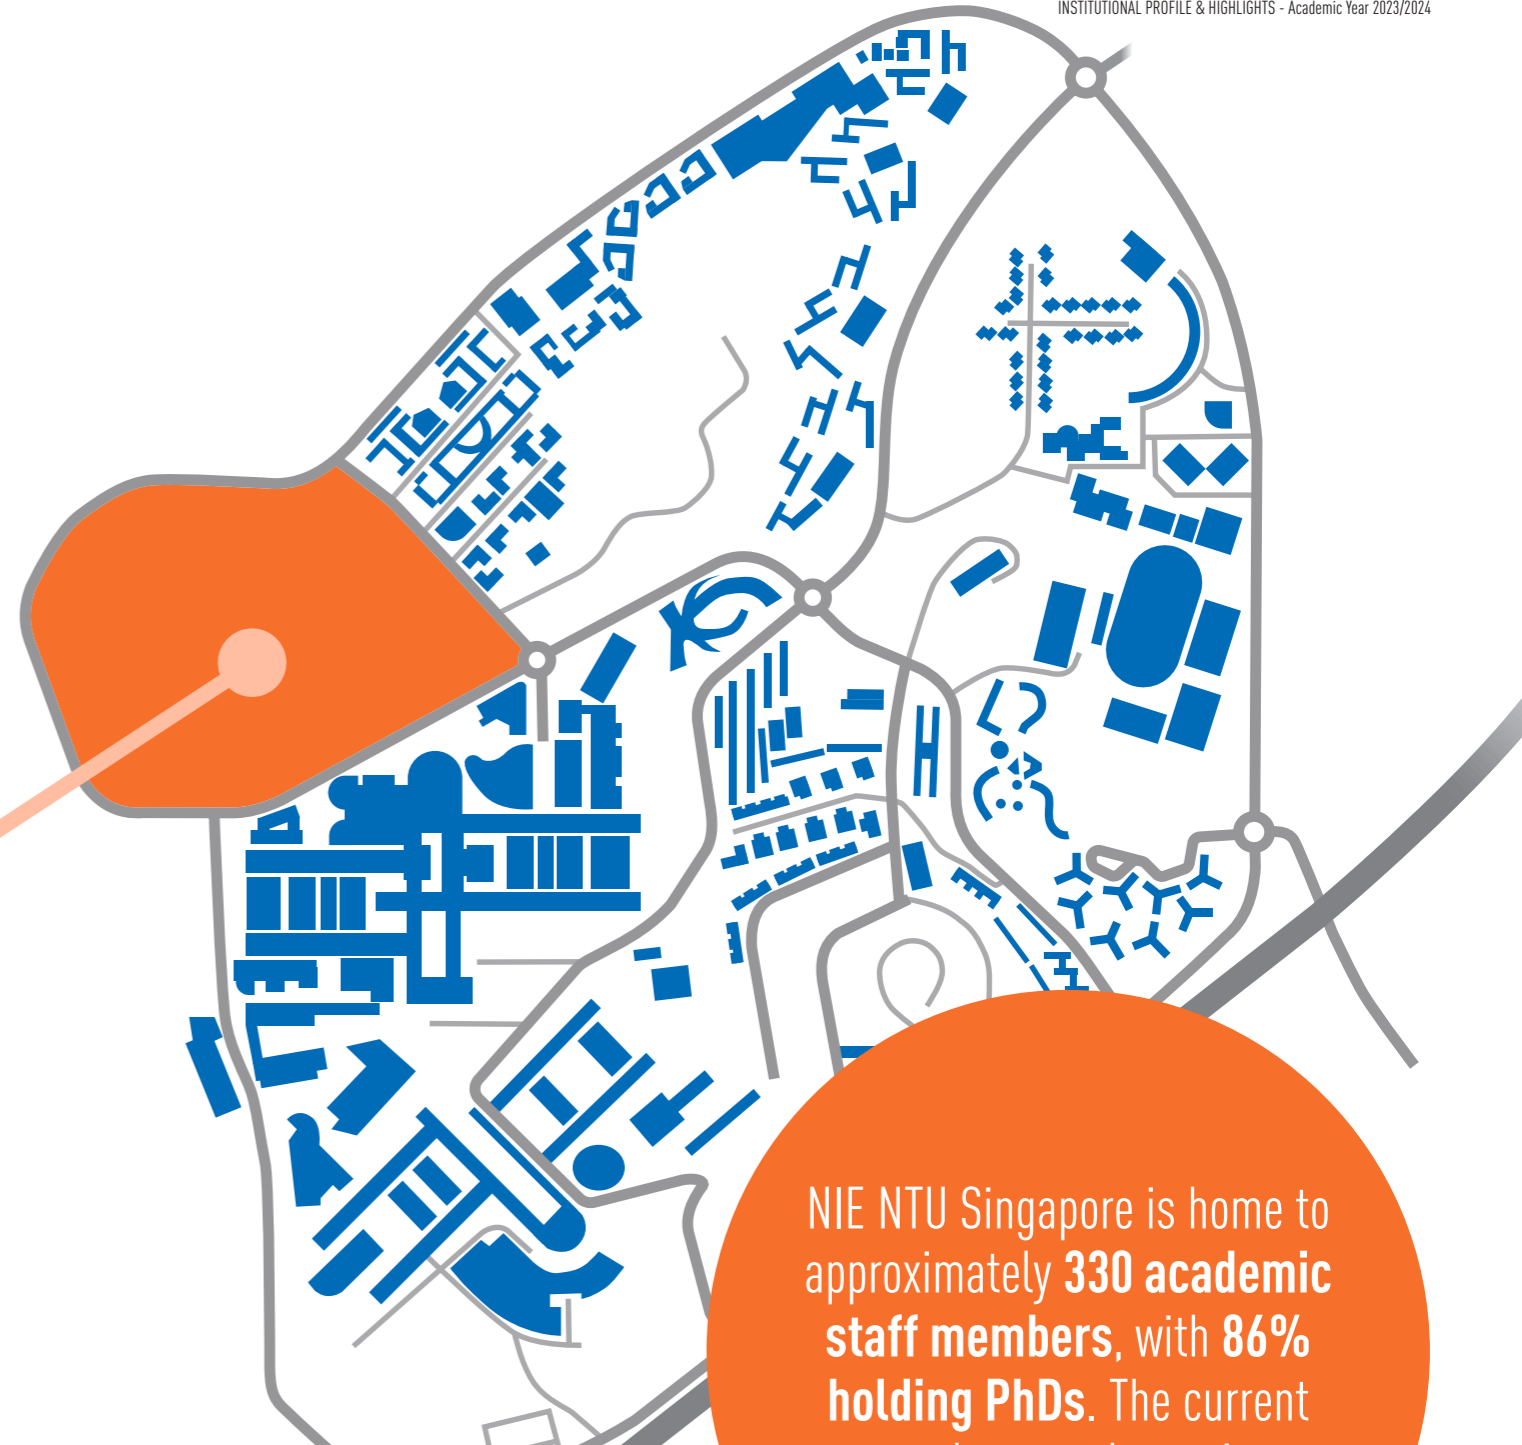 INSTITUTIONAL PROFILE & HIGHLIGHTS - Academic Year 2023/2024
NIE NTU Singapore is home to
approximately 330 academic
staff members, with 86%
holding PhDs. The current